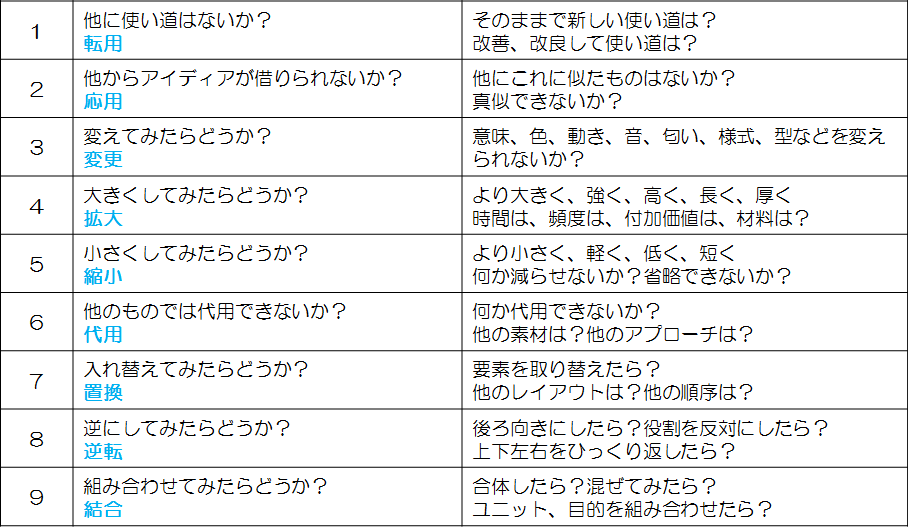 1
他に使い道はないか？
転用
そのままで新しい使い道は？
改善、改良して使い道は？
2
他からアイディアが借りられないか？
応用
他にこれに似たものはないか？
真似できないか？
3
変えてみたらどうか？
変更
意味、色、動き、音、匂い、様式、型などを変え
られないか？
4
大きくしてみたらどうか？
拡大
より大きく、強く、高く、長く、厚く
時間は、頻度は、付加価値は、材料は？
5
小さくしてみたらどうか？
縮小
より小さく、軽く、低く、短く
何か減らせないか？省略できないか？
6
他のものでは代用できないか？
代用
何か代用できないか？
他の素材は？他のアプローチは？
7
入れ替えてみたらどうか？
置換
要素を取り替えたら？
他のレイアウトは？他の順序は？
8
逆にしてみたらどうか？
逆転
後ろ向きにしたら？役割を反対にしたら？
上下左右をひっくり返したら？
9
組み合わせてみたらどうか？
結合
合体したら？混ぜてみたら？
ユニット、目的を組み合わせたら？